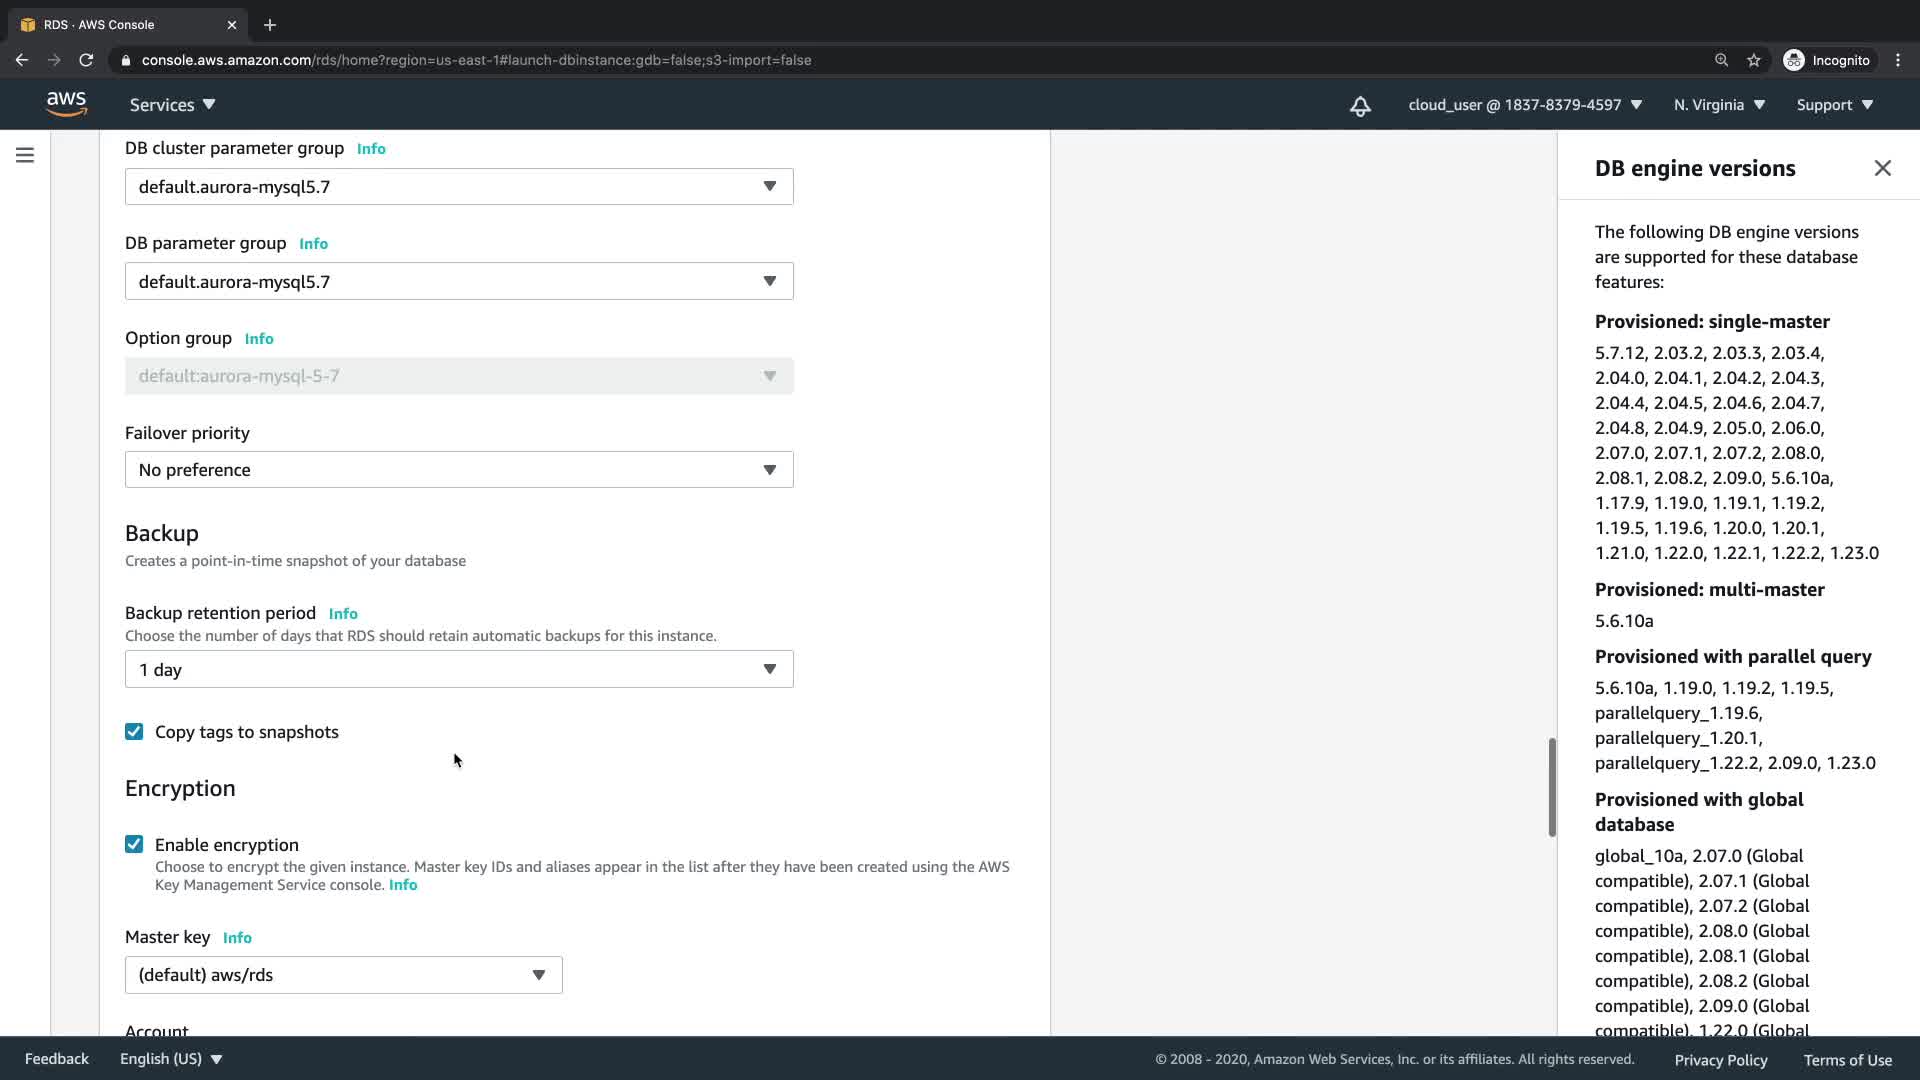 RDS · AWS Console
console.aws.amazon.com/rds/home?region=us-east-1#launch-dbinstance:gdb=false;s3-import=false
Incognito
aws
Services
cloud_user @ 1837-8379-4597
N. Virginia
Support
DB cluster parameter group Info
default.aurora-mysql5.7
DB parameter group Info
default.aurora-mysql5.7
Option group Info
default:aurora-mysql-5-7
Failover priority
No preference
Backup
Creates a point-in-time snapshot of your database
Backup retention period Info
Choose the number of days that RDS should retain automatic backups for this instance.
1 day
Copy tags to snapshots
Encryption
Enable encryption
Choose to encrypt the given instance. Master key IDs and aliases appear in the list after they have been created using the AWS
Key Management Service console. Info
Master key Info
(default) aws/rds
Account
DB engine versions
The following DB engine versions
are supported for these database
features:
Provisioned: single-master
5.7.12, 2.03.2, 2.03.3, 2.03.4,
2.04.0, 2.04.1, 2.04.2, 2.04.3,
2.04.4, 2.04.5, 2.04.6, 2.04.7,
2.04.8, 2.04.9, 2.05.0, 2.06.0,
2.07.0, 2.07.1, 2.07.2, 2.08.0,
2.08.1, 2.08.2, 2.09.0, 5.6.10a,
1.17.9, 1.19.0, 1.19.1, 1.19.2,
1.19.5, 1.19.6, 1.20.0, 1.20.1,
1.21.0, 1.22.0, 1.22.1, 1.22.2, 1.23.0
Provisioned: multi-master
5.6.10a
Provisioned with parallel query
5.6.10a, 1.19.0, 1.19.2, 1.19.5,
parallelquery_1.19.6,
parallelquery_1.20.1,
parallelquery_1.22.2, 2.09.0, 1.23.0
Provisioned with global
database
global_10a, 2.07.0 (Global
compatible), 2.07.1 (Global
compatible), 2.07.2 (Global
compatible), 2.08.0 (Global
compatible), 2.08.1 (Global
compatible), 2.08.2 (Global
compatible), 2.09.0 (Global
compatible), 1.22.0 (Global
Feedback
English (US)
© 2008 - 2020, Amazon Web Services, Inc. or its affiliates. All rights reserved.
Privacy Policy
Terms of Use